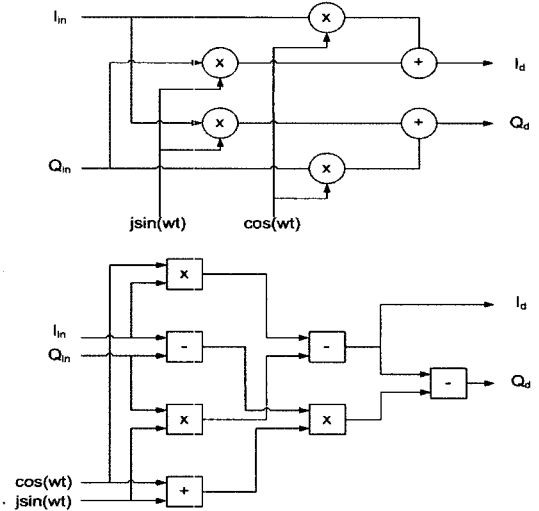 I_in
x
x
+
I_d
x
+
Q_d
Q_in
x
jsin(wt)
cos(wt)
x
I_d
I_in
-
-
Q_in
-
Q_d
x
x
cos(wt)
jsin(wt)
+